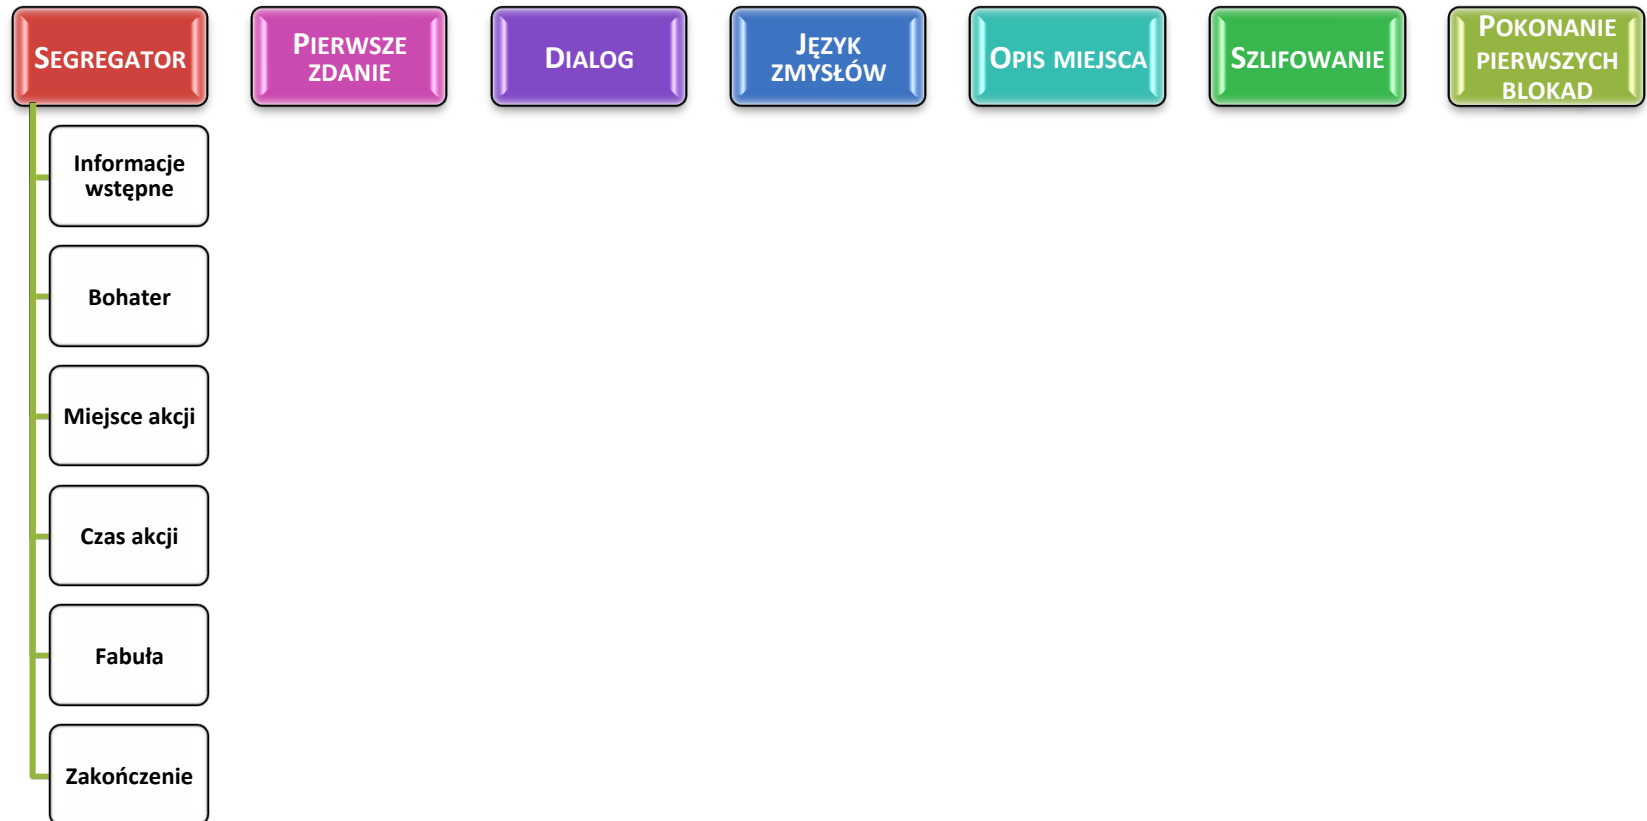 SEGREGATOR
PIERWSZE
ZDANIE
DIALOG
JĘZYK
ZMYSŁÓW
OPIS MIEJSCA
SZLIFOWANIE
POKONANIE
PIERWSZYCH
BLOKAD
Informacje
wstępne
Bohater
Miejsce akcji
Czas akcji
Fabuła
Zakończenie